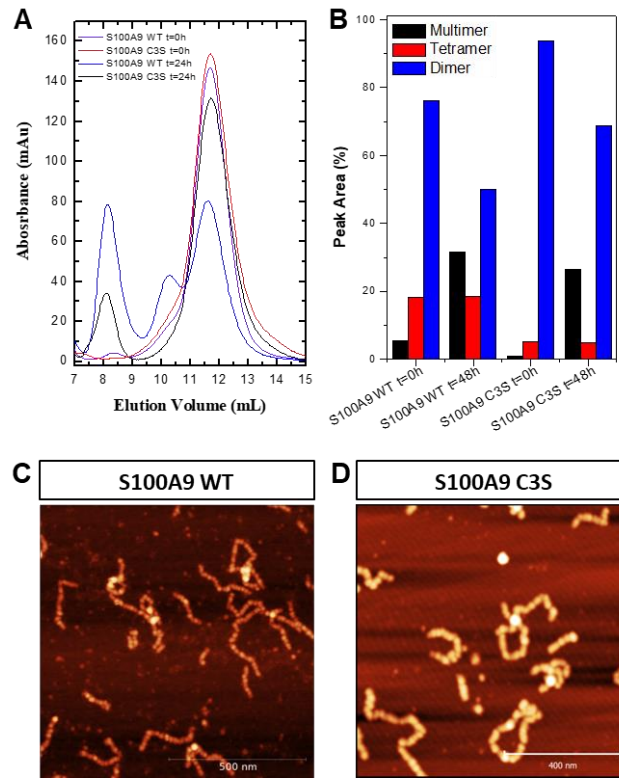 A
S100A9 WT t=0h
S100A9 C3S t=0h
S100A9 WT t=24h
S100A9 C3S t=24h
160
140
120
100
80
60
40
20
0
Abosrbance (mAu)
7 8 9 10 11 12 13 14 15
Elution Volume (mL)
B
Multimer
Tetramer
Dimer
100
80
60
40
20
0
Peak Area (%)
S100A9 WT t=0h
S100A9 WT t=48h
S100A9 C3S t=0h
S100A9 C3S t=48h
C
S100A9 WT
500 nm
D
S100A9 C3S
400 nm